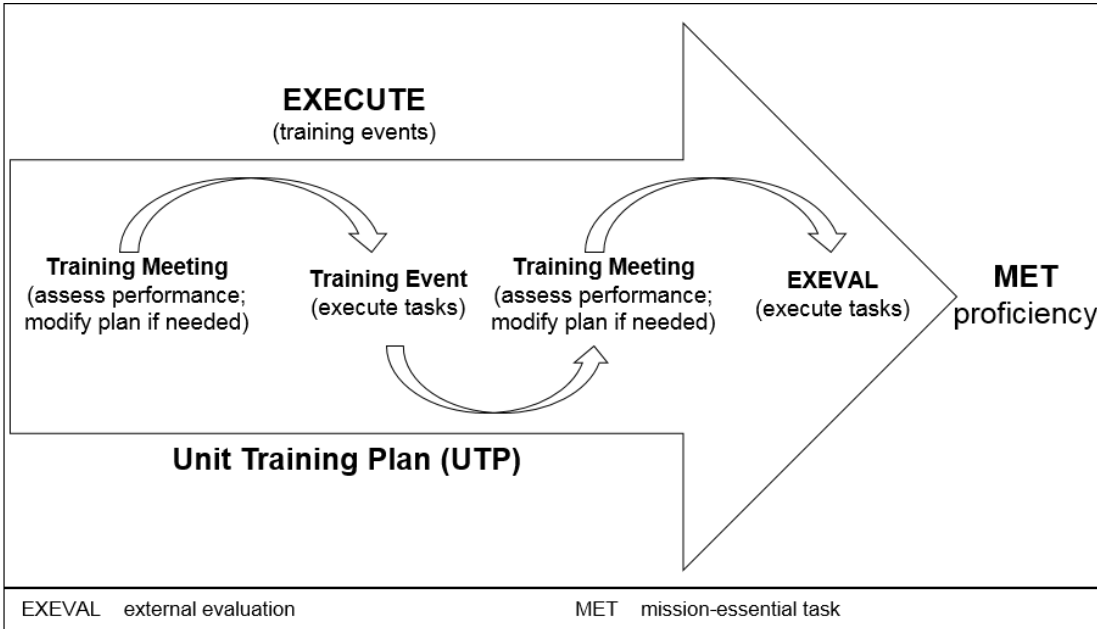 EXECUTE
(training events)
Training Meeting
(assess performance;
modify plan if needed)
Training Event
(execute tasks)
Training Meeting
(assess performance;
modify plan if needed)
EXEVAL
(execute tasks)
MET
proficiency
Unit Training Plan (UTP)
EXEVAL external evaluation
MET mission-essential task